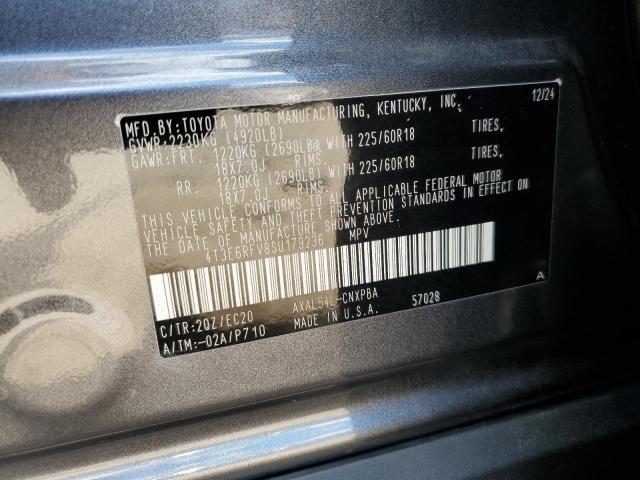 MFD.BY:TOYOTA MOTOR MANUFACTURING, KENTUCKY, INC. 12/24
GVWR:2230KG (4920LB)
GAWR:FRT. 1220KG (2690LB) WITH 225/60R18 TIRES,
18X7.0J RIMS,
RR. 1220KG (2690LB) WITH 225/60R18 TIRES,
RIMS,
THIS VEHICLE CONFORMS TO ALL APPLICABLE FEDERAL MOTOR
VEHICLE SAFETY AND THEFT PREVENTION STANDARDS IN EFFECT ON
THE DATE OF MANUFACTURE SHOWN ABOVE.
4T3E6RFV8SU179236 MPV
C/TR:2QZ/EC20 AXAL54L-CNXPBA 57028 A
A/TM:-02A/P710 MADE IN U.S.A.